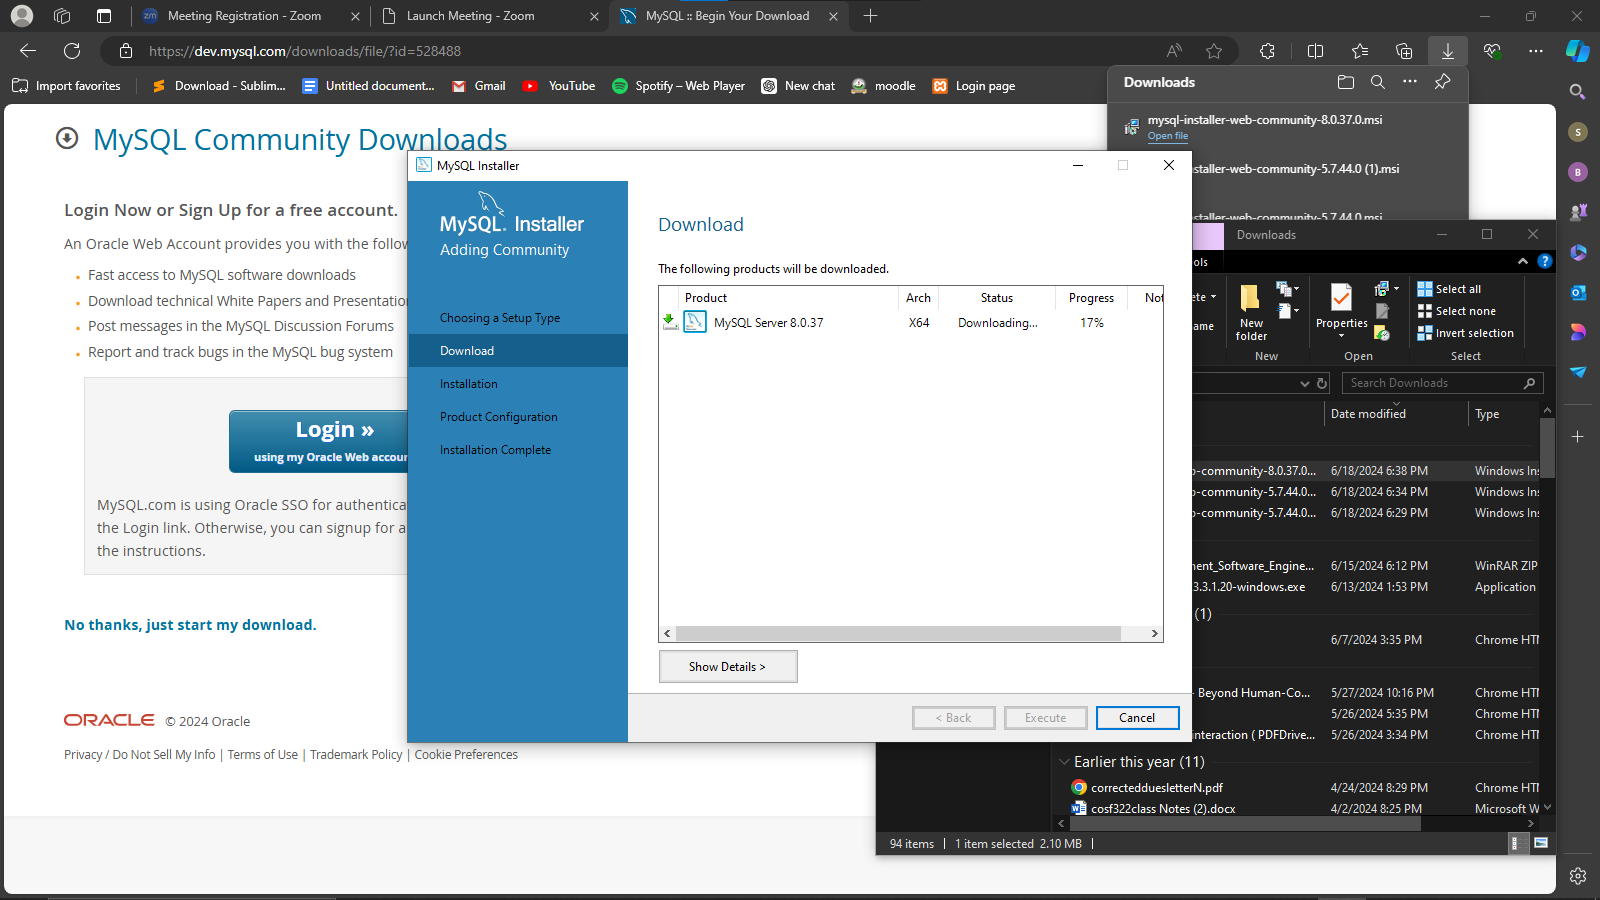 Meeting Registration - Zoom
Launch Meeting - Zoom
MySQL :: Begin Your Download
https://dev.mysql.com/downloads/file/?id=528488
Import favorites
Download - Sublim...
Untitled document...
Gmail
YouTube
Spotify – Web Player
New chat
moodle
Login page
Downloads
mysql-installer-web-community-8.0.37.0.msi
Open file
staller-web-community-5.7.44.0 (1).msi
staller-web-community-5.7.44.0.msi
MySQL Community Downloads
Login Now or Sign Up for a free account.
An Oracle Web Account provides you with the follow
Fast access to MySQL software downloads
Download technical White Papers and Presentation
Post messages in the MySQL Discussion Forums
Report and track bugs in the MySQL bug system
Login »
using my Oracle Web accou
MySQL.com is using Oracle SSO for authentica
the Login link. Otherwise, you can signup for a
the instructions.
No thanks, just start my download.
ORACLE © 2024 Oracle
Privacy / Do Not Sell My Info | Terms of Use | Trademark Policy | Cookie Preferences
MySQL Installer
MySQL. Installer
Adding Community
Choosing a Setup Type
Download
Installation
Product Configuration
Installation Complete
Download
The following products will be downloaded.
Product Arch Status Progress Not
MySQL Server 8.0.37 X64 Downloading... 17%
Show Details >
< Back
Execute
Cancel
Downloads
ols
ete
ame
New
folder
New
Properties
Open
Select all
Select none
Invert selection
Select
Search Downloads
Date modified Type
-community-8.0.37.0... 6/18/2024 6:38 PM Windows Ins
-community-5.7.44.0... 6/18/2024 6:34 PM Windows Ins
-community-5.7.44.0... 6/18/2024 6:29 PM Windows Ins
ent_Software_Engine... 6/15/2024 6:12 PM WinRAR ZIP
3.3.1.20-windows.exe 6/13/2024 1:53 PM Application
(1)
6/7/2024 3:35 PM Chrome HTM
- Beyond Human-Co... 5/27/2024 10:16 PM Chrome HTM
5/26/2024 5:35 PM Chrome HTM
interaction ( PDFDrive... 5/26/2024 3:34 PM Chrome HTM
Earlier this year (11)
correctedduesletterN.pdf 4/24/2024 8:29 PM Chrome HTM
cosf322class Notes (2).docx 4/2/2024 8:25 PM Microsoft W
94 items
1 item selected 2.10 MB
zm
S
B